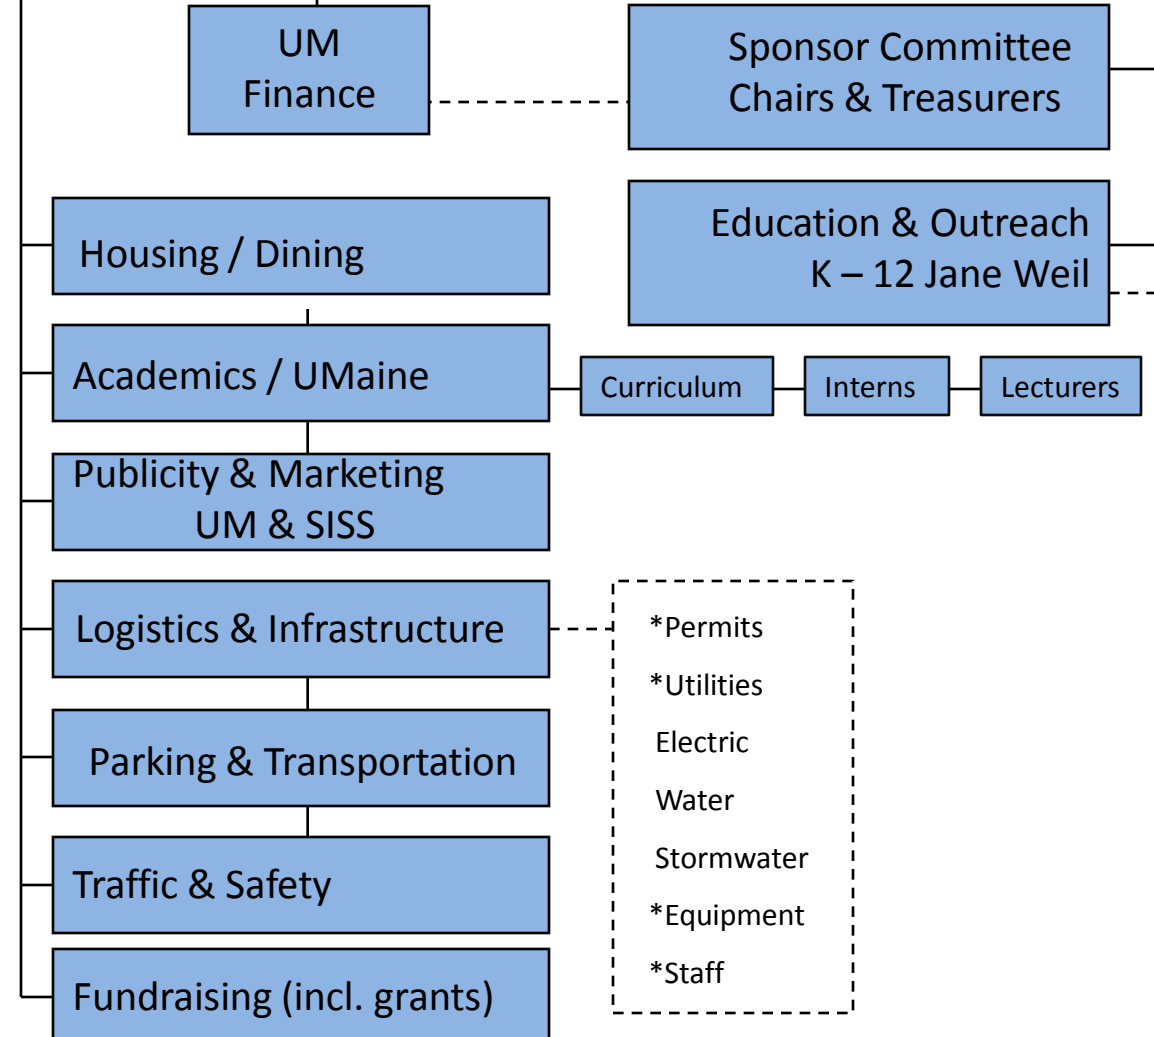 UM
Finance
Sponsor Committee
Chairs & Treasurers
Education & Outreach
K – 12 Jane Weil
Housing / Dining
Academics / UMaine
Curriculum
Interns
Lecturers
Publicity & Marketing
UM & SISS
Logistics & Infrastructure
*Permits
*Utilities
Electric
Water
Stormwater
*Equipment
*Staff
Parking & Transportation
Traffic & Safety
Fundraising (incl. grants)